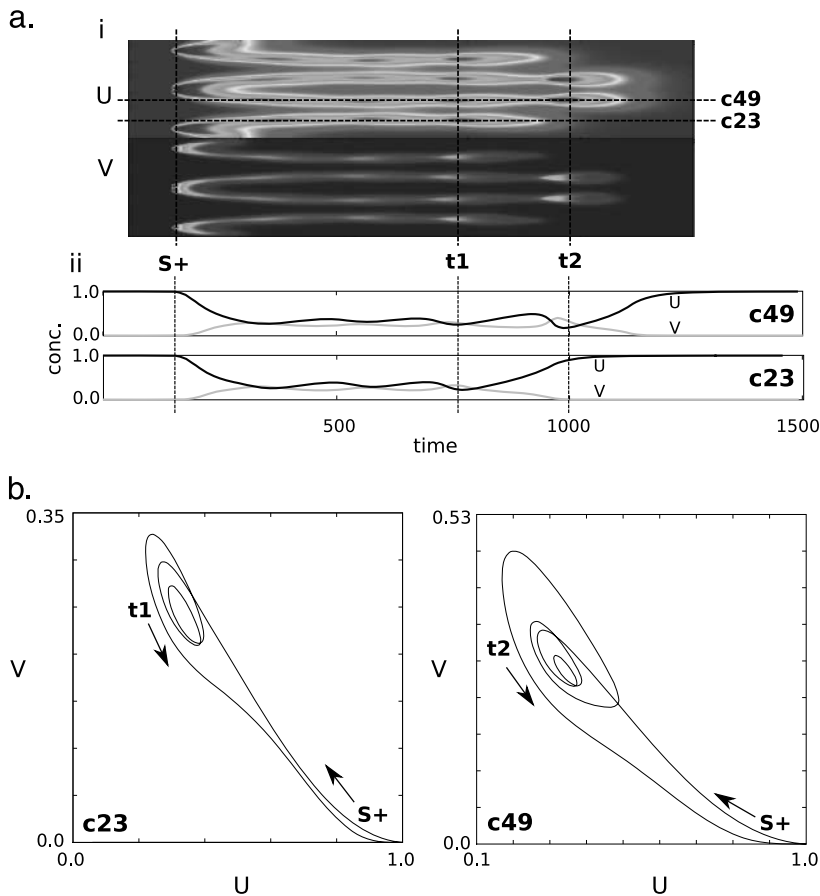 a.
i
U
c49
c23
V
S+ t1 t2
ii
1.0
0.0
U
V
c49
conc.
1.0
0.0
U
V
c23
500 1000 1500
time
b.
0.35
t1
V
S+
c23
0.0
0.0 1.0
U
0.53
t2
V
S+
c49
0.0
0.1 1.0
U